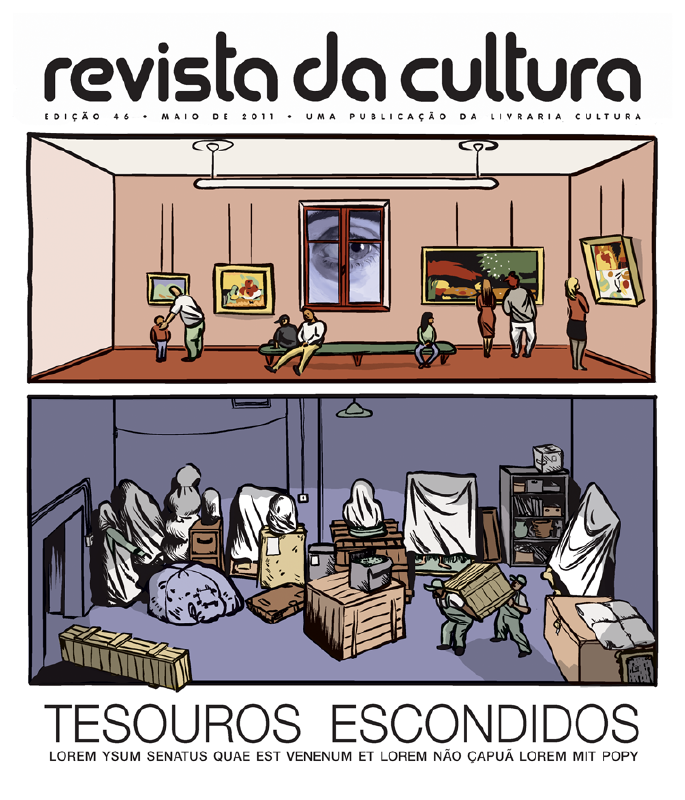 revista da cultura
EDIÇÃO 46 • MAIO DE 2011 • UMA PUBLICAÇÃO DA LIVRARIA CULTURA
TESOUROS ESCONDIDOS
LOREM YSUM SENATUS QUAE EST VENENUM ET LOREM NÃO ÇAPUÃ LOREM MIT POPY